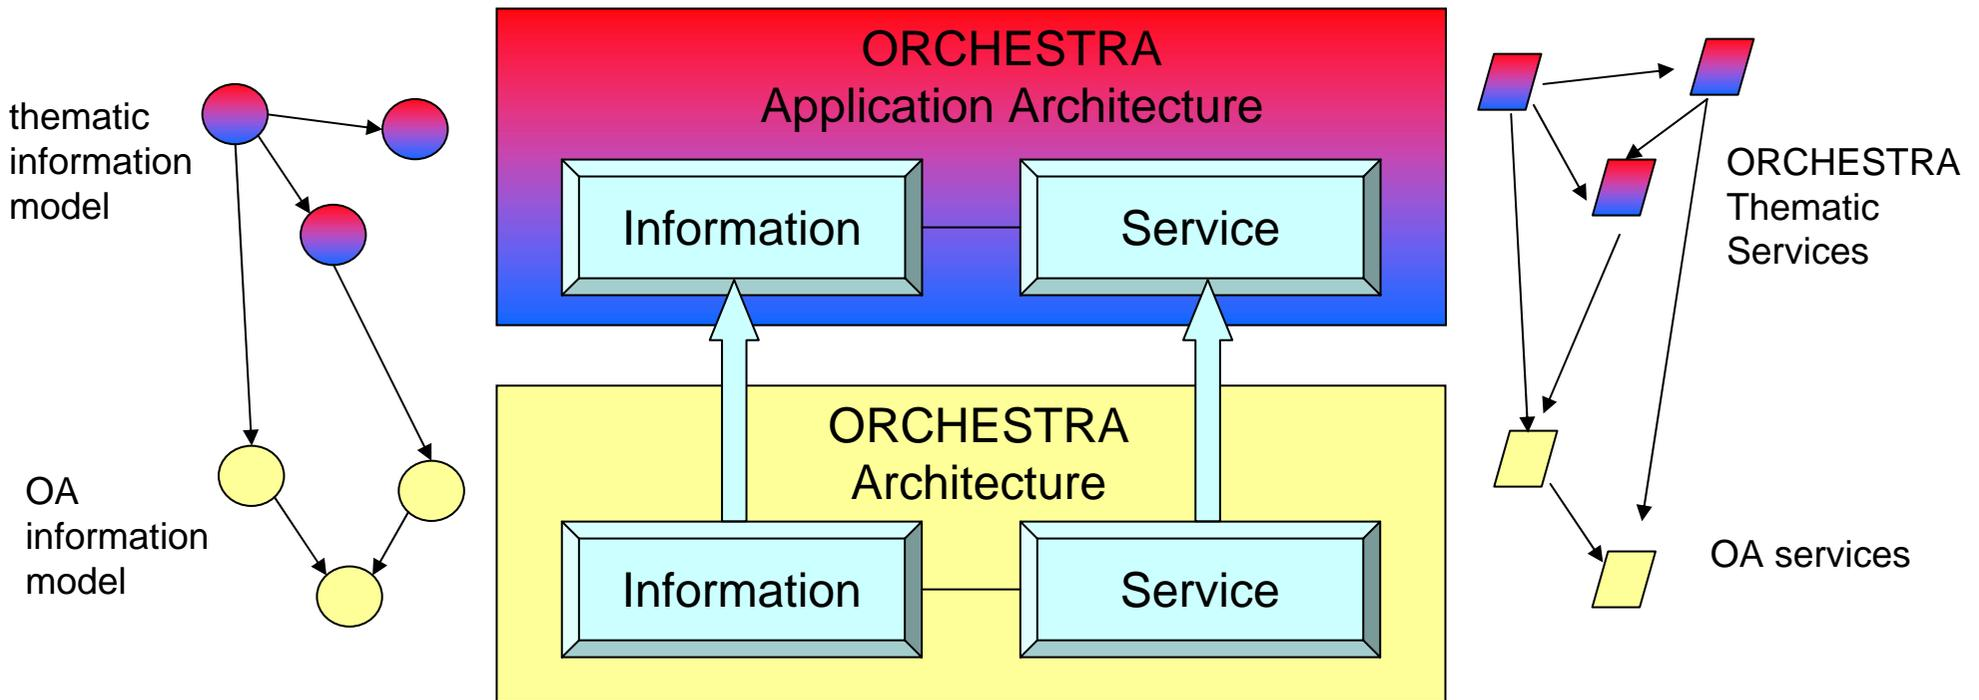 thematic
information
model
OA
information
model
ORCHESTRA
Application Architecture
Information
Service
ORCHESTRA
Architecture
Information
Service
ORCHESTRA
Thematic
Services
OA services